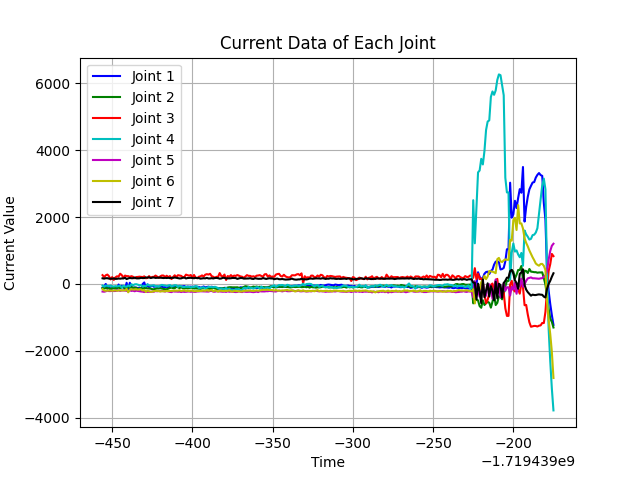 Current Data of Each Joint
Joint 1
Joint 2
Joint 3
Joint 4
Joint 5
Joint 6
Joint 7
Current Value
6000
4000
2000
0
−2000
−4000
−450
−400
−350
−300
−250
−200
Time
−1.719439e9